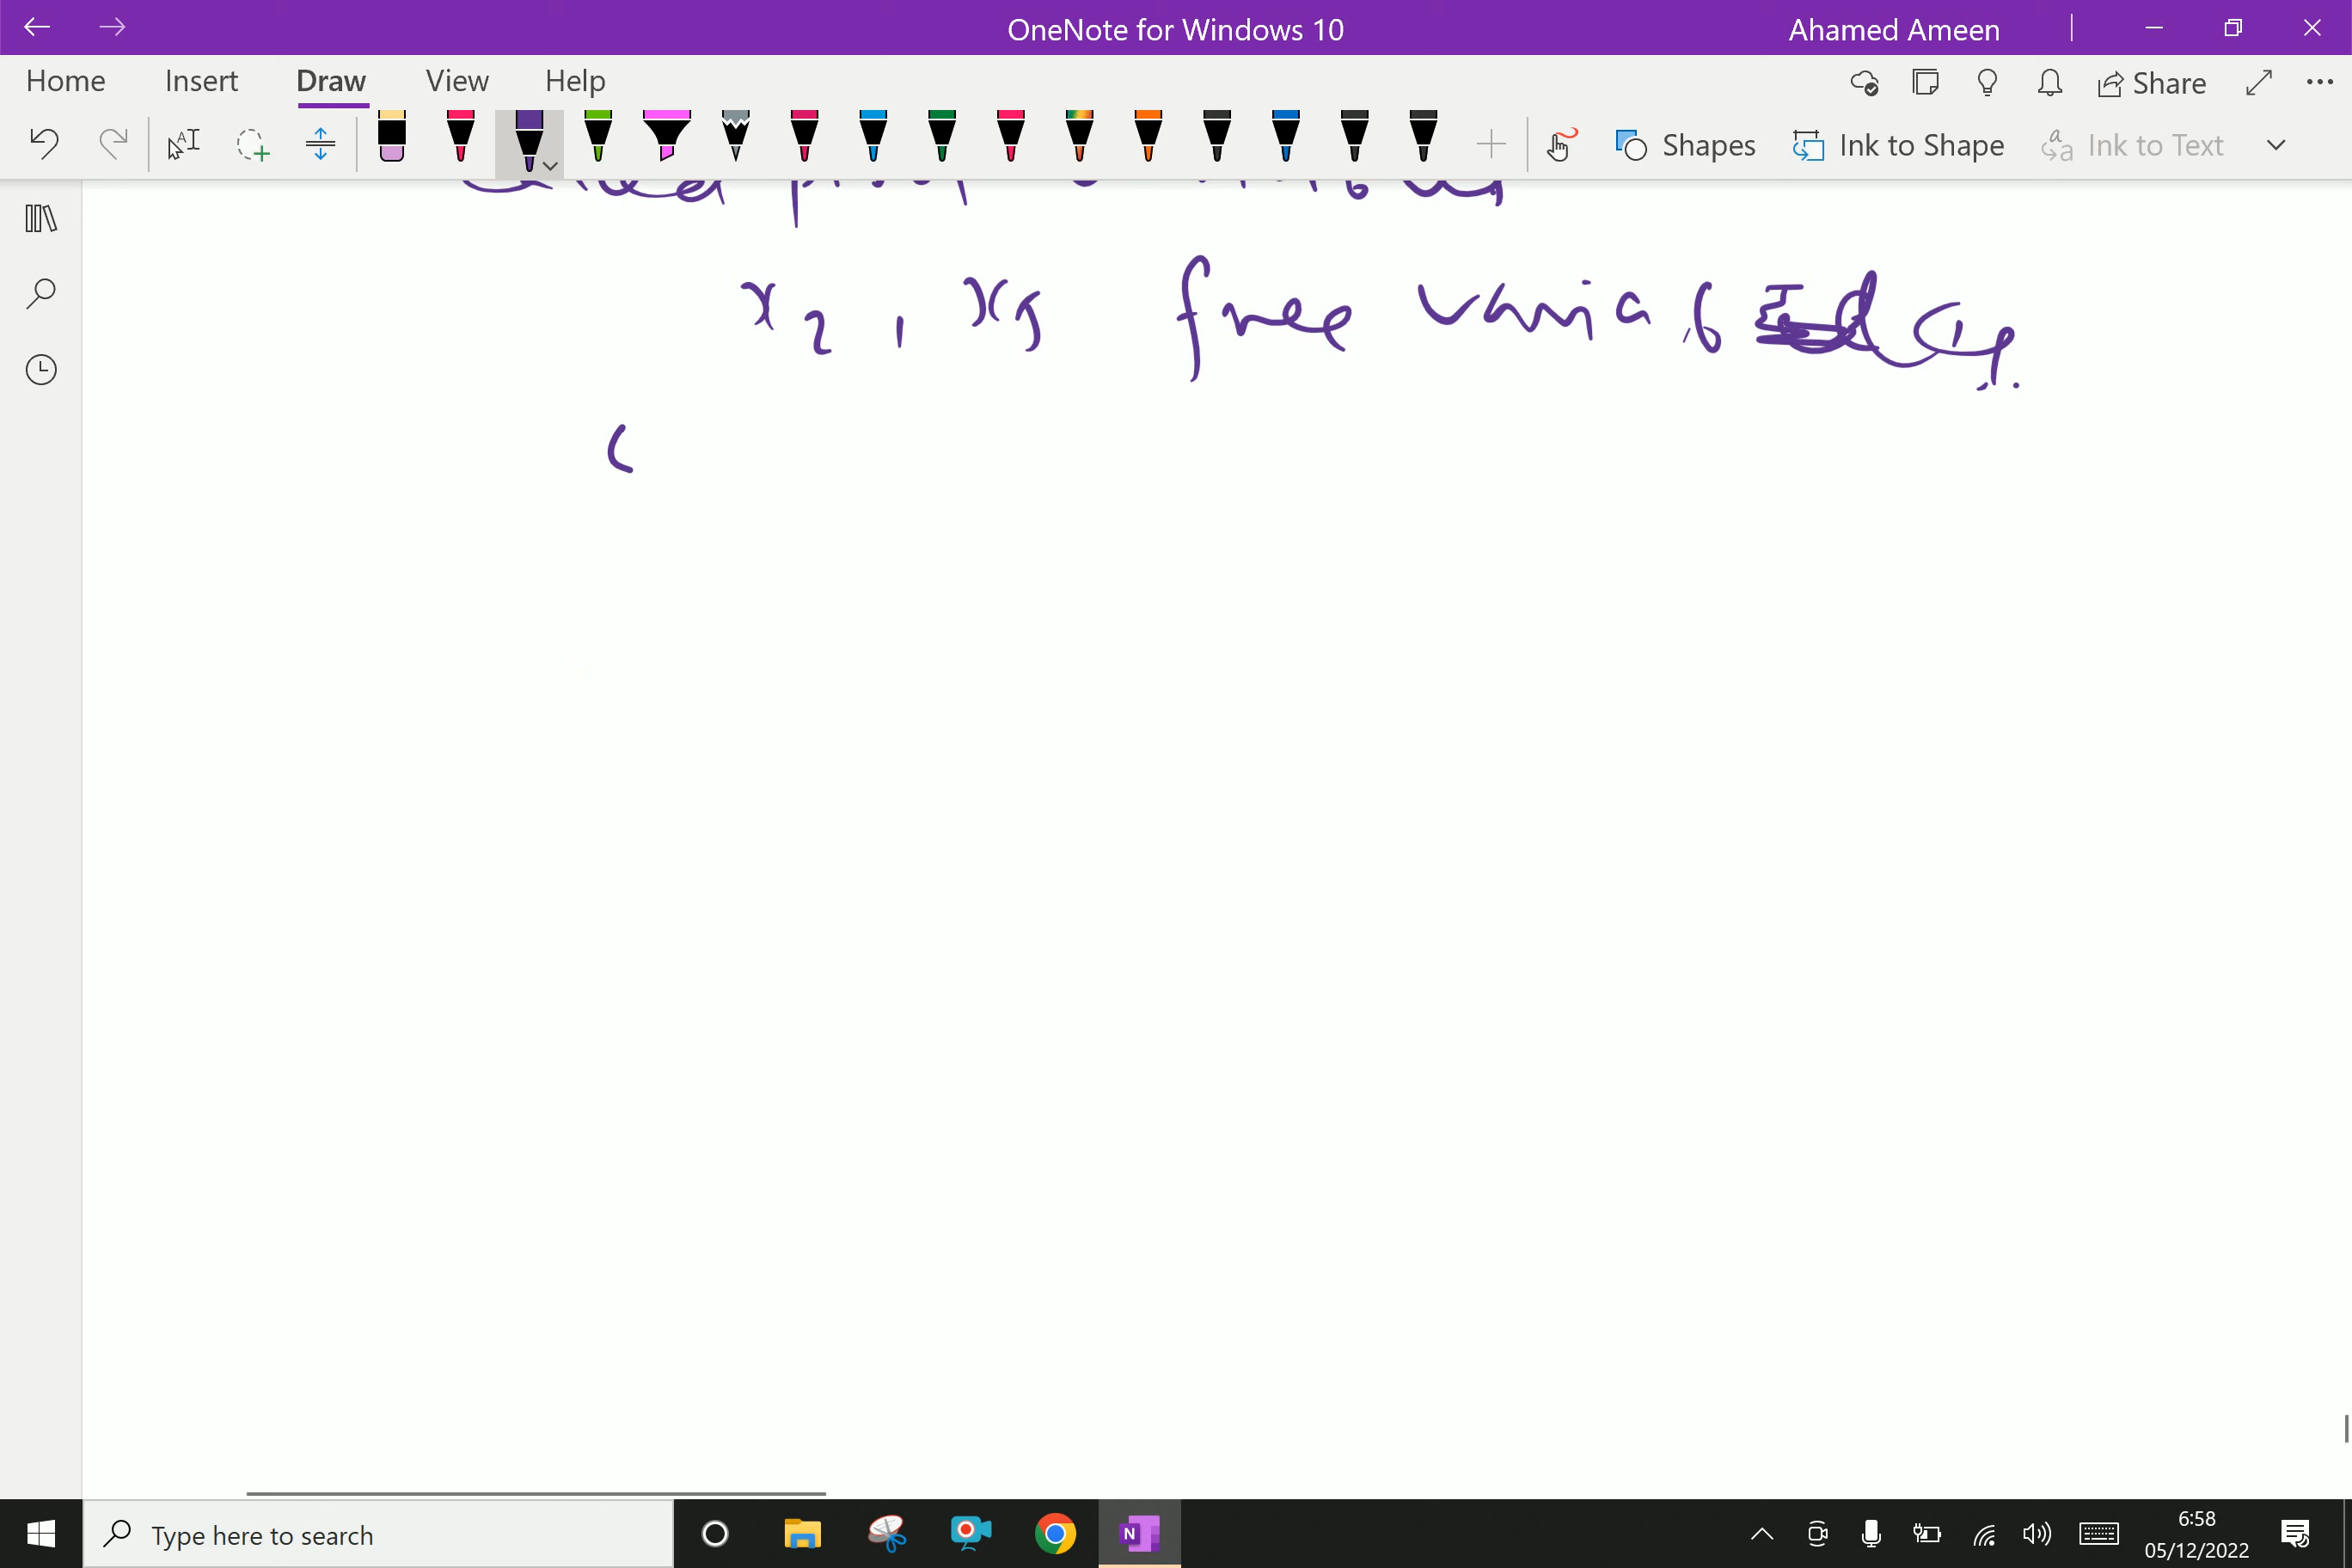 OneNote for Windows 10
Ahamed Ameen
Home Insert Draw View Help
Share
Shapes Ink to Shape Ink to Text
x2, x5 free variables.
(
Type here to search
6:58
05/12/2022